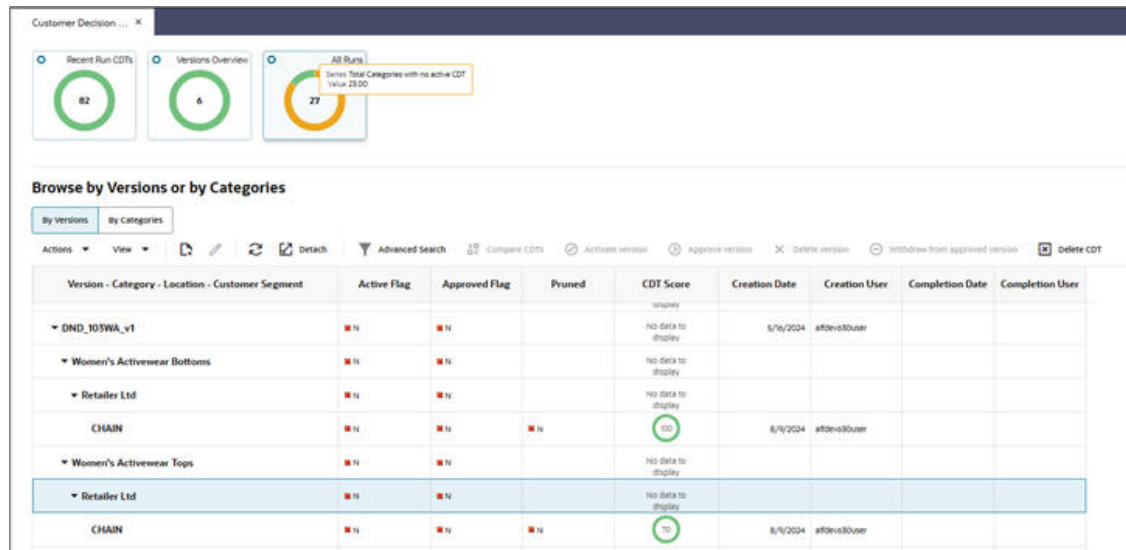 Customer Decision ... ×
Recent Run CDTs
Versions Overview
All Runs
Series Total Categories with no active CDT
Value 23.00
82
6
27
Browse by Versions or by Categories
By Versions By Categories
Actions View Detach Advanced Search Compare CDTs Activate version Approve version Delete version Withdraw from approved version Delete CDT
Version - Category - Location - Customer Segment Active Flag Approved Flag Pruned CDT Score Creation Date Creation User Completion Date Completion User
display
DND_103WA_v1 N N No data to display 5/16/2024
Women's Activewear Bottoms N N No data to display
Retailer Ltd N N No data to display
CHAIN N N N 100 8/9/2024
Women's Activewear Tops N N No data to display
Retailer Ltd N N No data to display
CHAIN N N N 70 8/9/2024